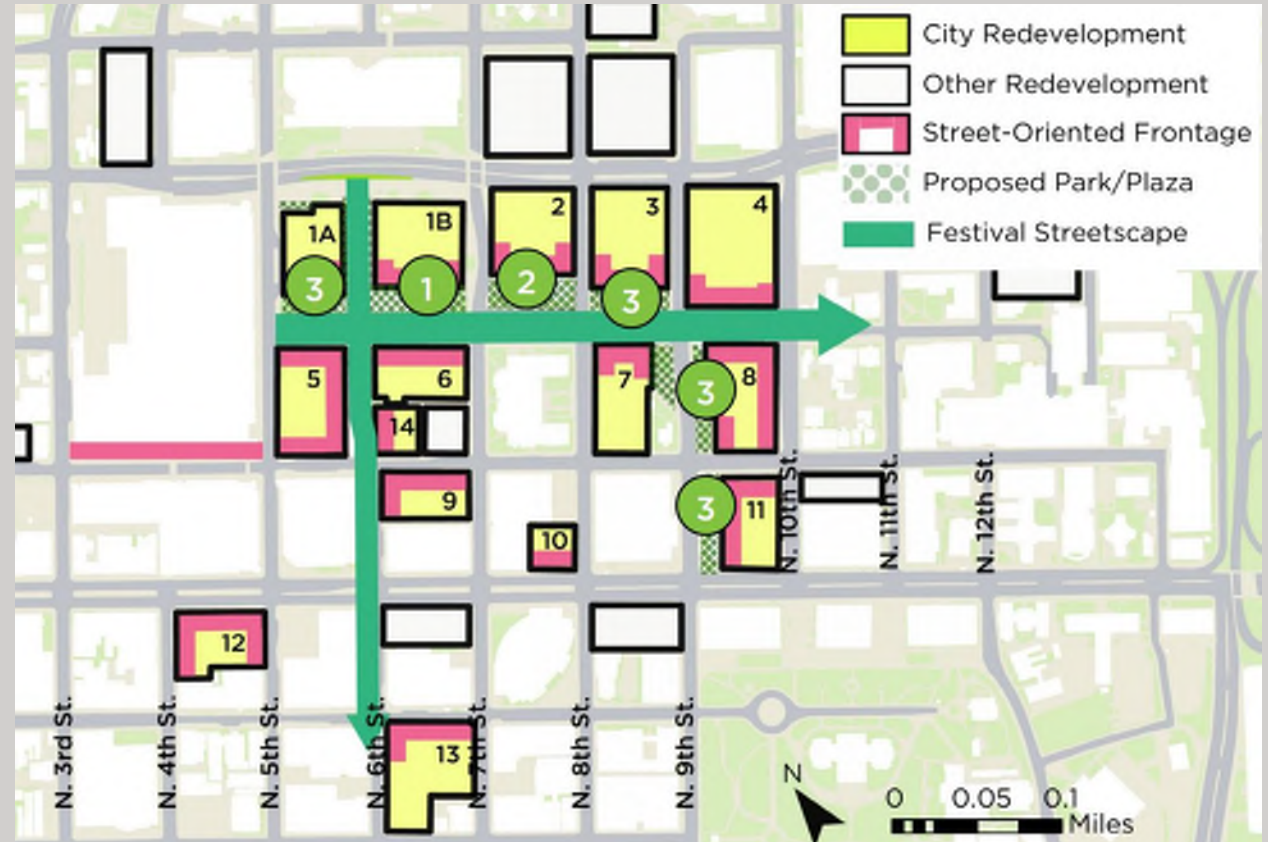 City Redevelopment
Other Redevelopment
Street-Oriented Frontage
Proposed Park/Plaza
Festival Streetscape
1A
1B
2
3
4
3
1
2
3
5
6
7
3
8
14
9
3
11
10
12
13
N. 3rd St.
N. 4th St.
N. 5th St.
N. 6th St.
N. 7th St.
N. 8th St.
N. 9th St.
N. 10th St.
N. 11th St.
N. 12th St.
N
0 0.05 0.1
Miles